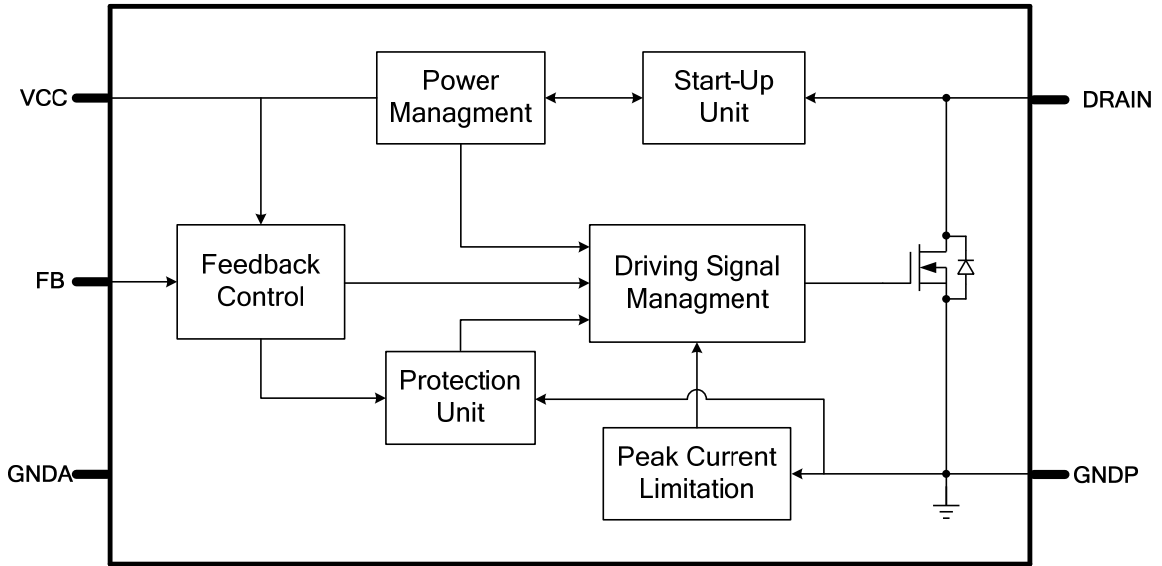 VCC
Power
Managment
Start-Up
Unit
DRAIN
FB
Feedback
Control
Driving Signal
Managment
Protection
Unit
GNDA
Peak Current
Limitation
GNDP